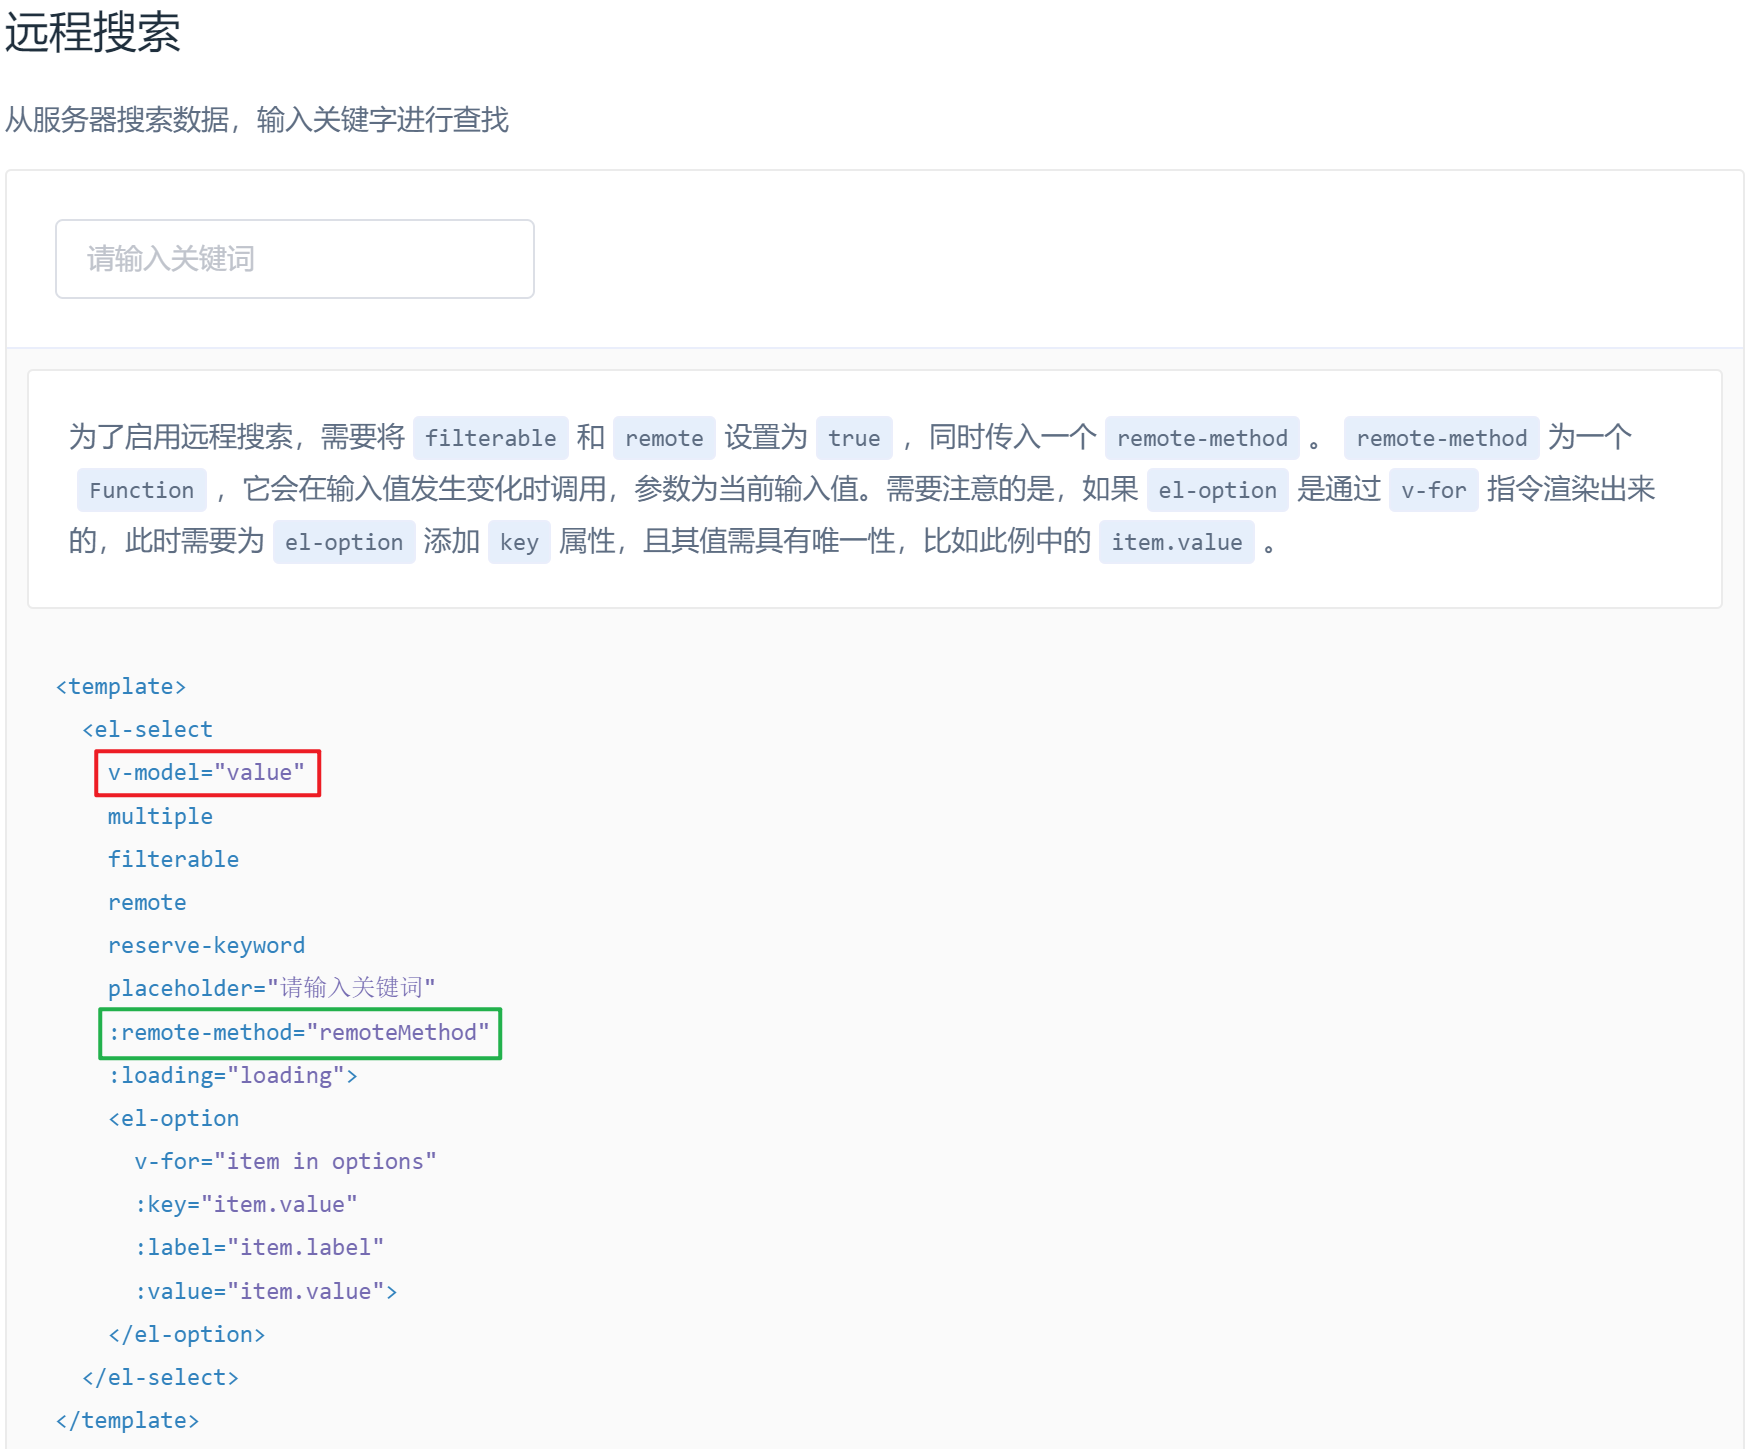 远程搜索
从服务器搜索数据，输入关键字进行查找
请输入关键词
为了启用远程搜索，需要将 filterable 和 remote 设置为 true ，同时传入一个 remote-method 。 remote-method 为一个
Function ，它会在输入值发生变化时调用，参数为当前输入值。需要注意的是，如果 el-option 是通过 v-for 指令渲染出来
的，此时需要为 el-option 添加 key 属性，且其值需具有唯一性，比如此例中的 item.value 。
<template>
<el-select
v-model="value"
multiple
filterable
remote
reserve-keyword
placeholder="请输入关键词"
:remote-method="remoteMethod"
:loading="loading">
<el-option
v-for="item in options"
:key="item.value"
:label="item.label"
:value="item.value">
</el-option>
</el-select>
</template>